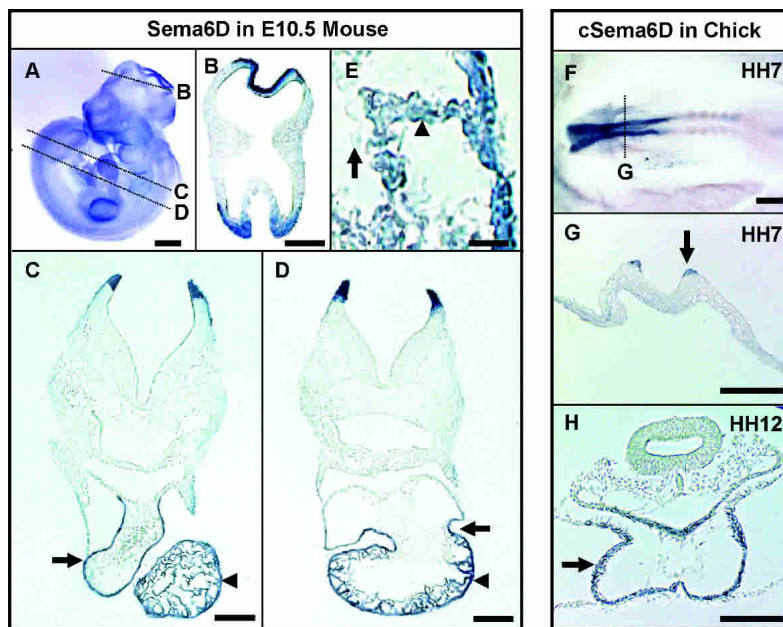 Sema6D in E10.5 Mouse
cSema6D in Chick
A
B
C
D
B
E
F
HH7
G
G
HH7
C
D
H
HH12